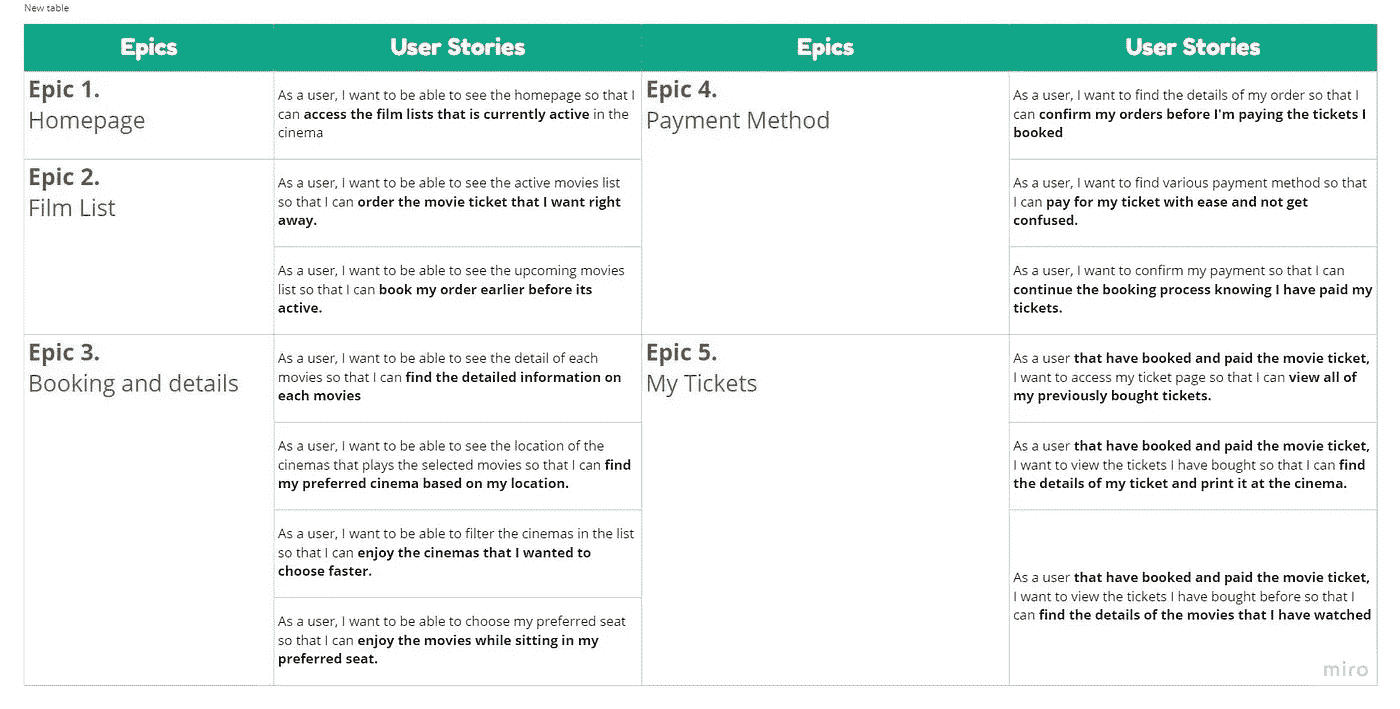 New table
Epics
User Stories
Epics
User Stories
Epic 1.
Homepage
As a user, I want to be able to see the homepage so that I
can access the film lists that is currently active in the
cinema
Epic 2.
Film List
As a user, I want to be able to see the active movies list
so that I can order the movie ticket that I want right
away.
As a user, I want to be able to see the upcoming movies
list so that I can book my order earlier before its
active.
Epic 3.
Booking and details
As a user, I want to be able to see the detail of each
movies so that I can find the detailed information on
each movies
As a user, I want to be able to see the location of the
cinemas that plays the selected movies so that I can find
my preferred cinema based on my location.
As a user, I want to be able to filter the cinemas in the list
so that I can enjoy the cinemas that I wanted to
choose faster.
As a user, I want to be able to choose my preferred seat
so that I can enjoy the movies while sitting in my
preferred seat.
Epic 4.
Payment Method
As a user, I want to find the details of my order so that I
can confirm my orders before I'm paying the tickets I
booked
As a user, I want to find various payment method so that
I can pay for my ticket with ease and not get
confused.
As a user, I want to confirm my payment so that I can
continue the booking process knowing I have paid my
tickets.
Epic 5.
My Tickets
As a user that have booked and paid the movie ticket,
I want to access my ticket page so that I can view all of
my previously bought tickets.
As a user that have booked and paid the movie ticket,
I want to view the tickets I have bought so that I can find
the details of my ticket and print it at the cinema.
As a user that have booked and paid the movie ticket,
I want to view the tickets I have bought before so that I
can find the details of the movies that I have watched
miro